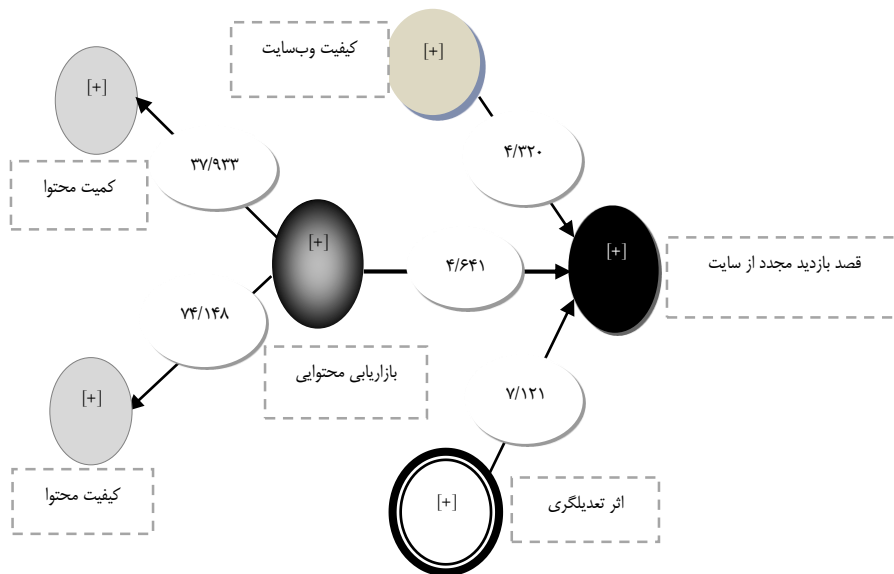 کیفیت وب‌سایت
[+]
[+]
۴/۳۲۰
۳۷/۹۳۳
کمیت محتوا
[+]
[+]
قصد بازدید مجدد از سایت
۴/۶۴۱
۷۴/۱۴۸
بازاریابی محتوایی
[+]
۷/۱۲۱
کیفیت محتوا
[+]
اثر تعدیلگری